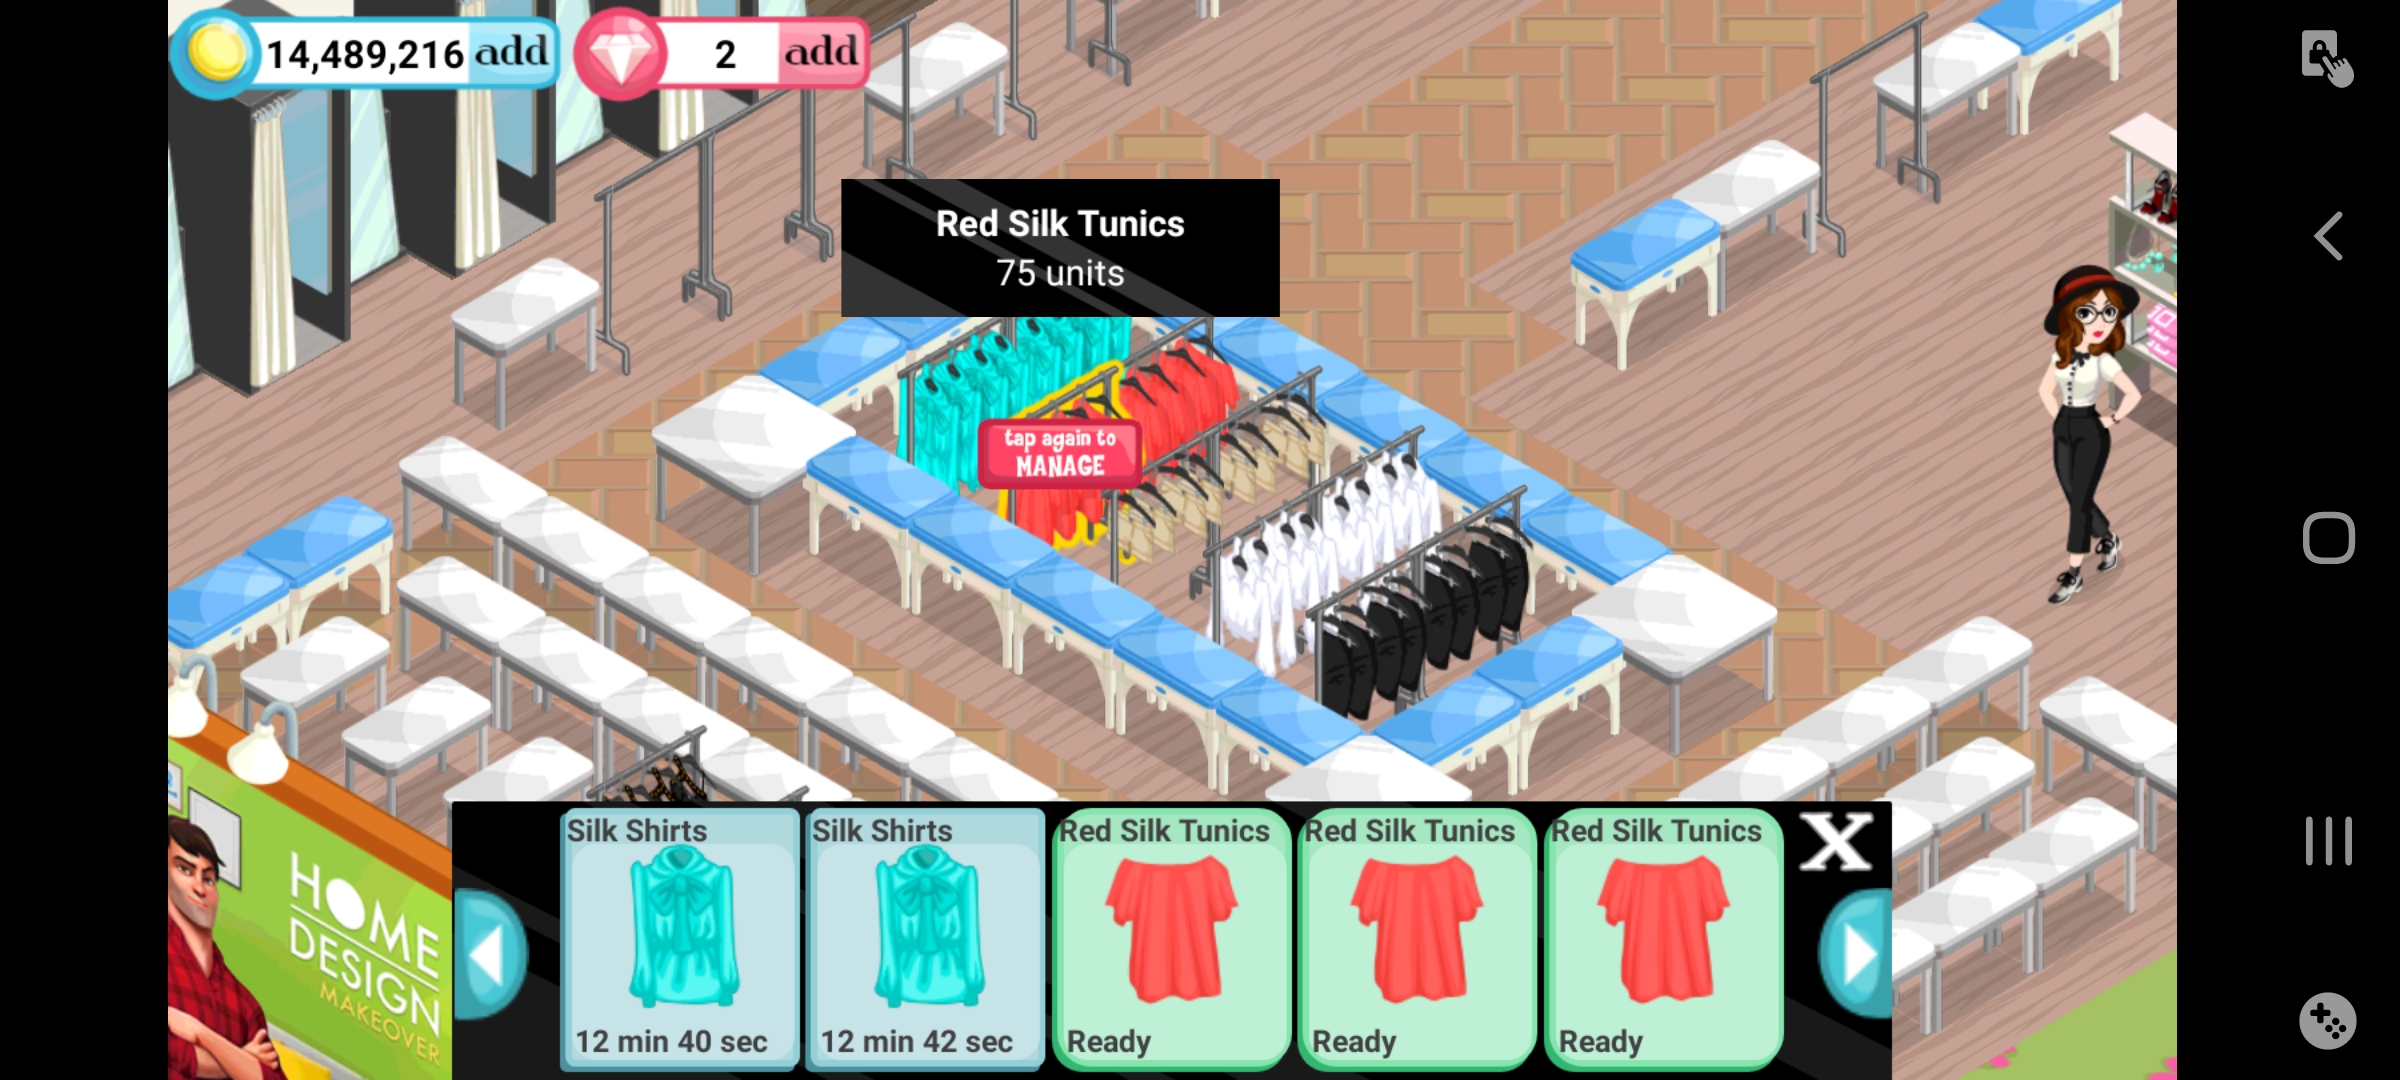 14,489,216 add
2 add
Red Silk Tunics
75 units
tap again to
MANAGE
HOME
DESIGN
MAKEOVER
Silk Shirts
12 min 40 sec
Silk Shirts
12 min 42 sec
Red Silk Tunics
Ready
Red Silk Tunics
Ready
Red Silk Tunics
Ready
X